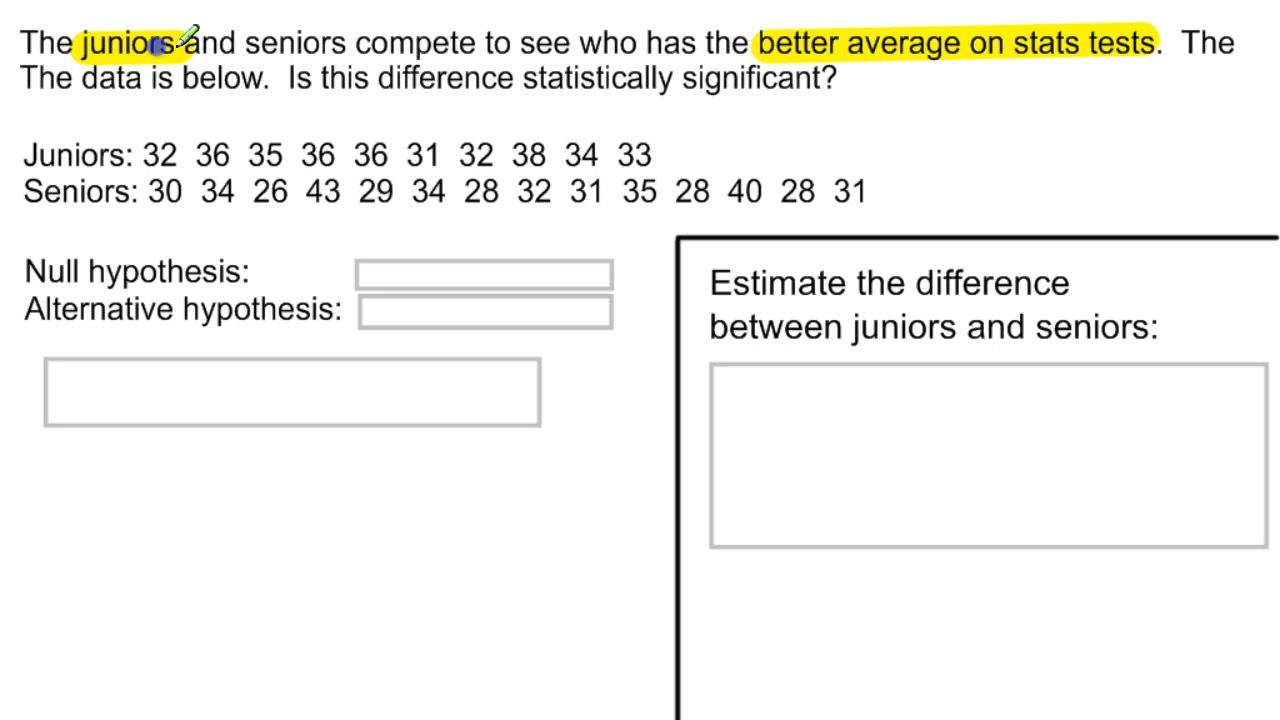 The juniors and seniors compete to see who has the better average on stats tests.  The
The data is below.  Is this difference statistically significant?
Juniors: 32  36  35  36  36  31  32  38  34  33
Seniors: 30  34  26  43  29  34  28  32  31  35  28  40  28  31
Null hypothesis:
Alternative hypothesis:
Estimate the difference
between juniors and seniors: